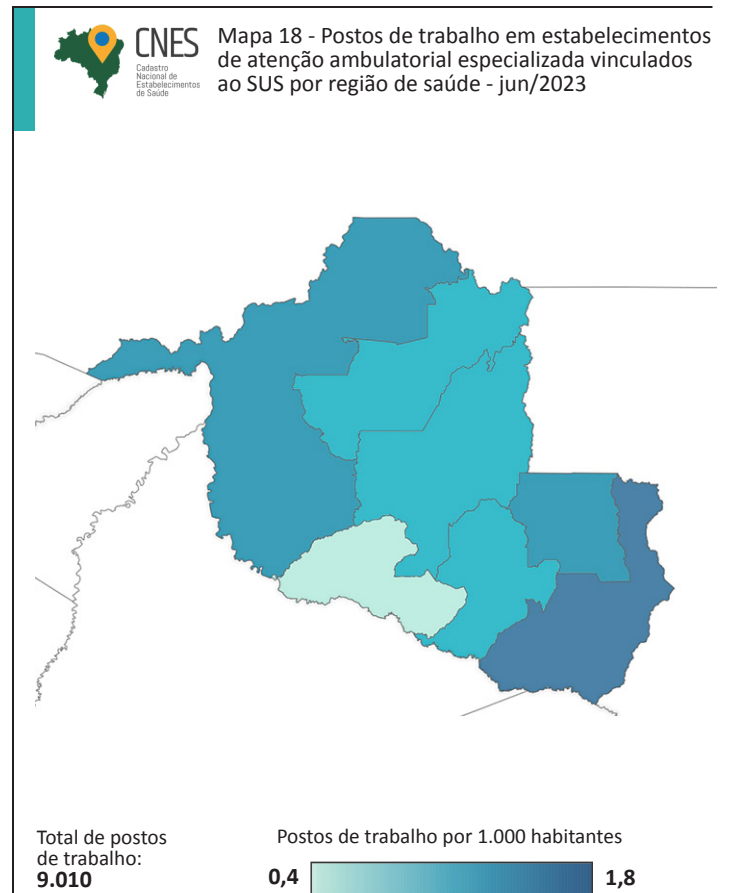 CNES
Cadastro
Nacional de
Estabelecimentos
de Saúde
Mapa 18 - Postos de trabalho em estabelecimentos
de atenção ambulatorial especializada vinculados
ao SUS por região de saúde - jun/2023
Total de postos
de trabalho:
9.010
Postos de trabalho por 1.000 habitantes
0,4
1,8